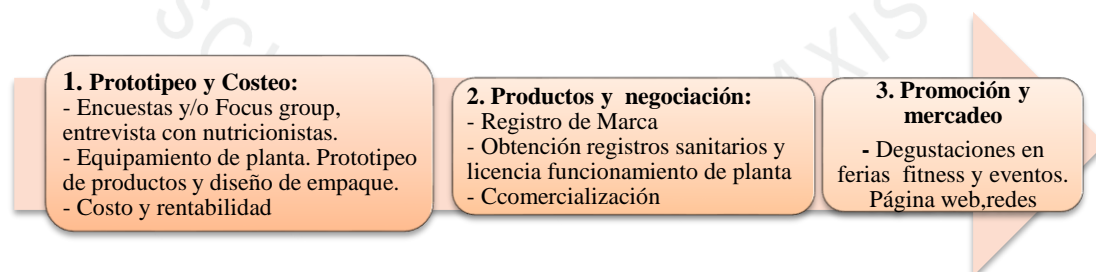 1. Prototipeo y Costeo:
- Encuestas y/o Focus group,
entrevista con nutricionistas.
- Equipamiento de planta. Prototipeo
de productos y diseño de empaque.
- Costo y rentabilidad
2. Productos y negociación:
- Registro de Marca
- Obtención registros sanitarios y
licencia funcionamiento de planta
- Ccomercialización
3. Promoción y
mercadeo
- Degustaciones en
ferias fitness y eventos.
Página web,redes